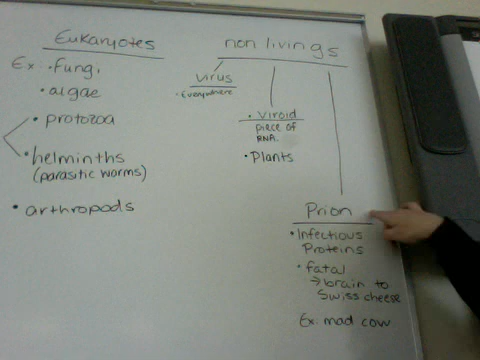 Eukaryotes
Ex. • fungi
• algae
• protozoa
• helminths
(parasitic worms)
• arthropods
non livings
virus
• Everywhere
• Viroid
piece of
RNA.
• Plants
Prion
• Infectious
Proteins
• fatal
→ brain to
Swiss cheese
Ex. mad cow